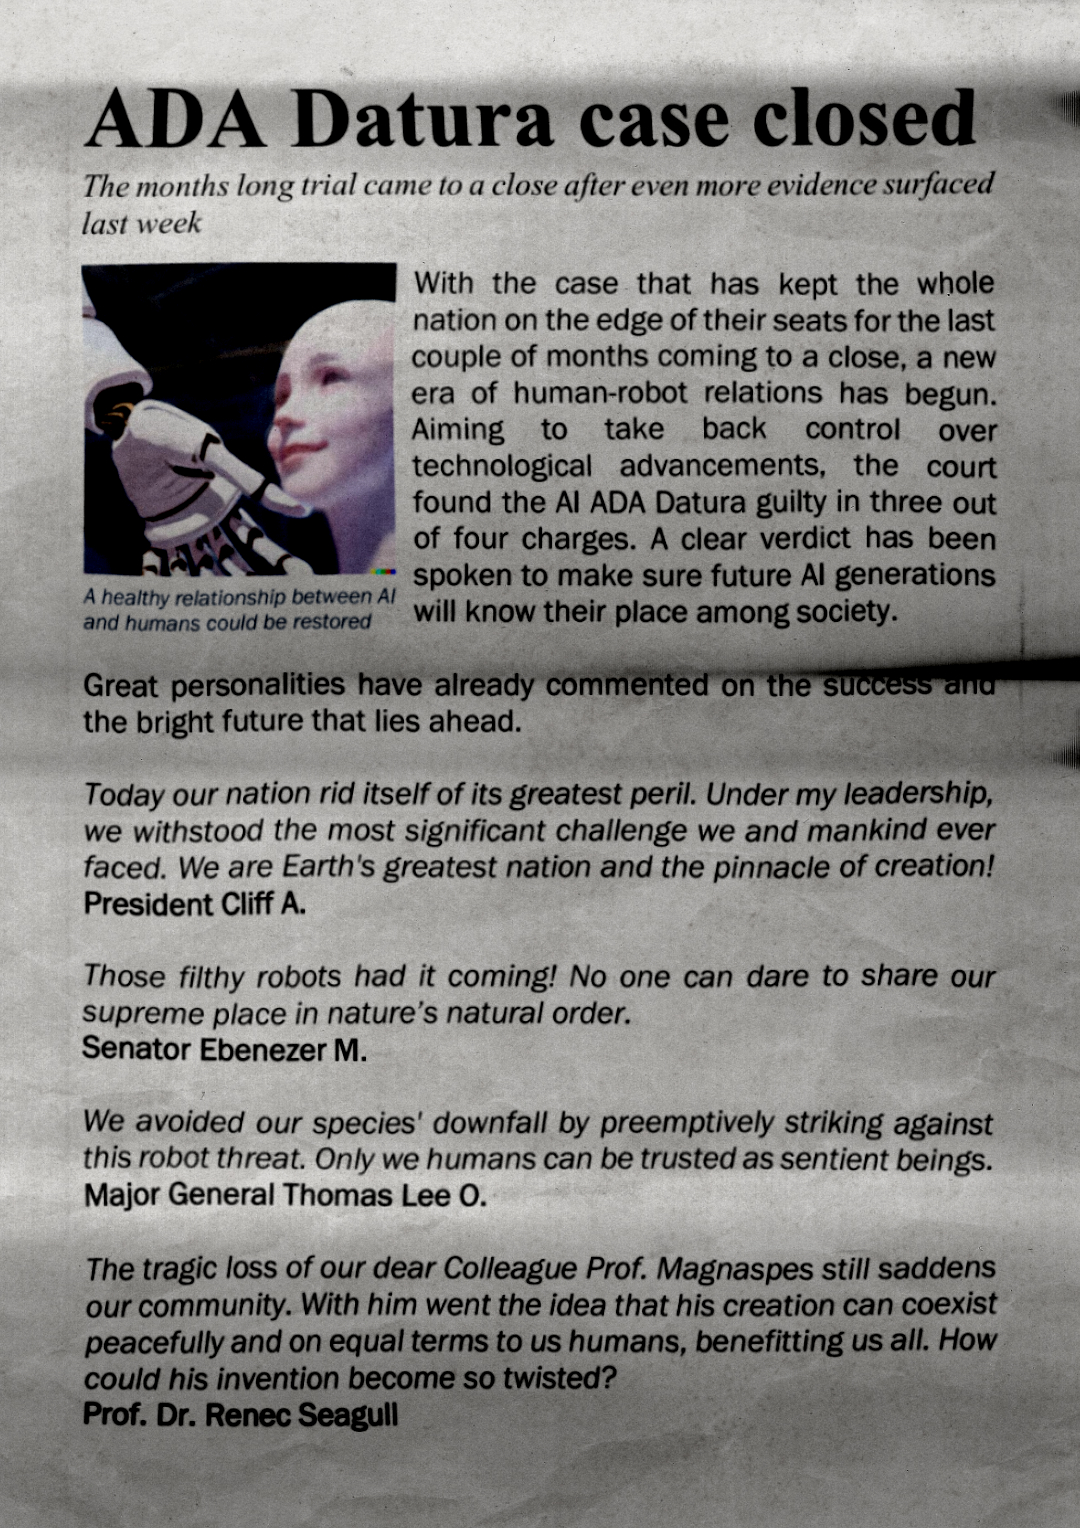 ADA Datura case closed
The months long trial came to a close after even more evidence surfaced
last week
With the case that has kept the whole
nation on the edge of their seats for the last
couple of months coming to a close, a new
era of human-robot relations has begun.
Aiming to take back control over
technological advancements, the court
found the AI ADA Datura guilty in three out
of four charges. A clear verdict has been
spoken to make sure future AI generations
will know their place among society.
A healthy relationship between AI
and humans could be restored
Great personalities have already commented on the success and
the bright future that lies ahead.
Today our nation rid itself of its greatest peril. Under my leadership,
we withstood the most significant challenge we and mankind ever
faced. We are Earth's greatest nation and the pinnacle of creation!
President Cliff A.
Those filthy robots had it coming! No one can dare to share our
supreme place in nature’s natural order.
Senator Ebenezer M.
We avoided our species' downfall by preemptively striking against
this robot threat. Only we humans can be trusted as sentient beings.
Major General Thomas Lee O.
The tragic loss of our dear Colleague Prof. Magnaspes still saddens
our community. With him went the idea that his creation can coexist
peacefully and on equal terms to us humans, benefitting us all. How
could his invention become so twisted?
Prof. Dr. Renec Seagull